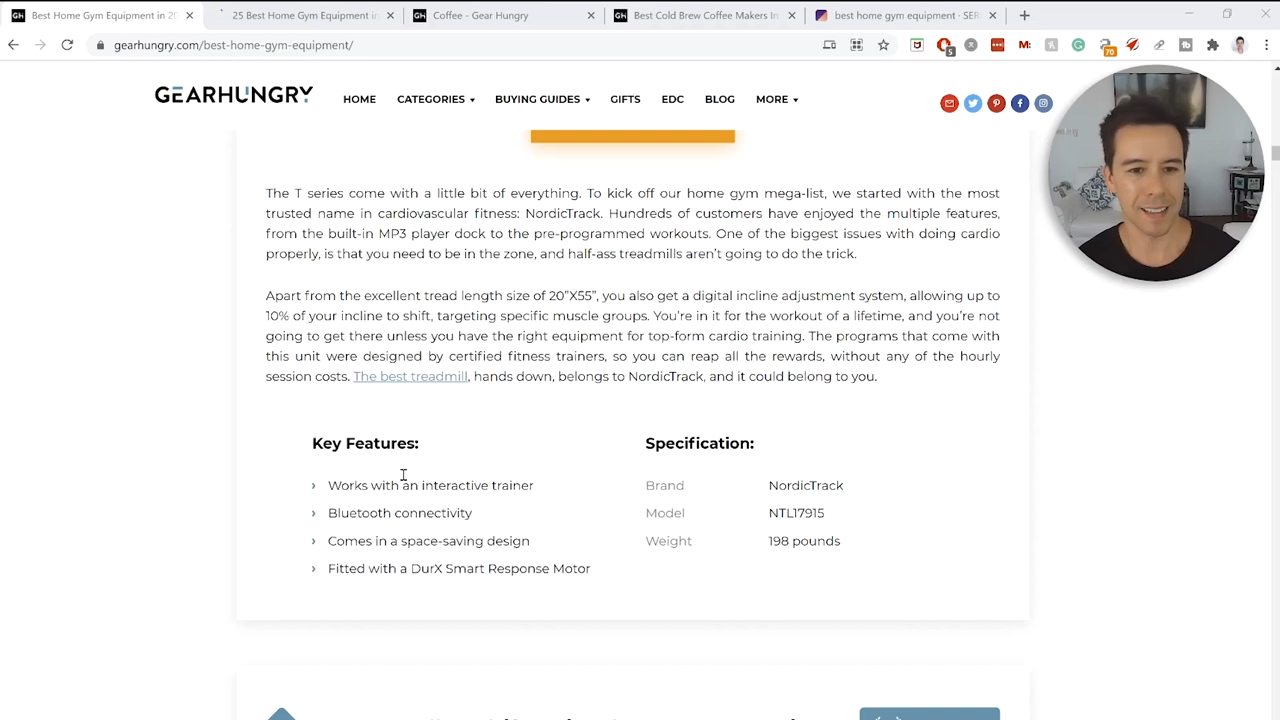 Best Home Gym Equipment in 20
25 Best Home Gym Equipment in
GH Coffee - Gear Hungry
GH Best Cold Brew Coffee Makers In
best home gym equipment - SER
gearhungry.com/best-home-gym-equipment/
5
70
GEARHUNGRY
HOME
CATEGORIES
BUYING GUIDES
GIFTS
EDC
BLOG
MORE
The T series come with a little bit of everything. To kick off our home gym mega-list, we started with the most
trusted name in cardiovascular fitness: NordicTrack. Hundreds of customers have enjoyed the multiple features,
from the built-in MP3 player dock to the pre-programmed workouts. One of the biggest issues with doing cardio
properly, is that you need to be in the zone, and half-ass treadmills aren't going to do the trick.
Apart from the excellent tread length size of 20"X55", you also get a digital incline adjustment system, allowing up to
10% of your incline to shift, targeting specific muscle groups. You're in it for the workout of a lifetime, and you're not
going to get there unless you have the right equipment for top-form cardio training. The programs that come with
this unit were designed by certified fitness trainers, so you can reap all the rewards, without any of the hourly
session costs. The best treadmill, hands down, belongs to NordicTrack, and it could belong to you.
Key Features:
Works with an interactive trainer
Bluetooth connectivity
Comes in a space-saving design
Fitted with a DurX Smart Response Motor
Specification:
Brand NordicTrack
Model NTL17915
Weight 198 pounds